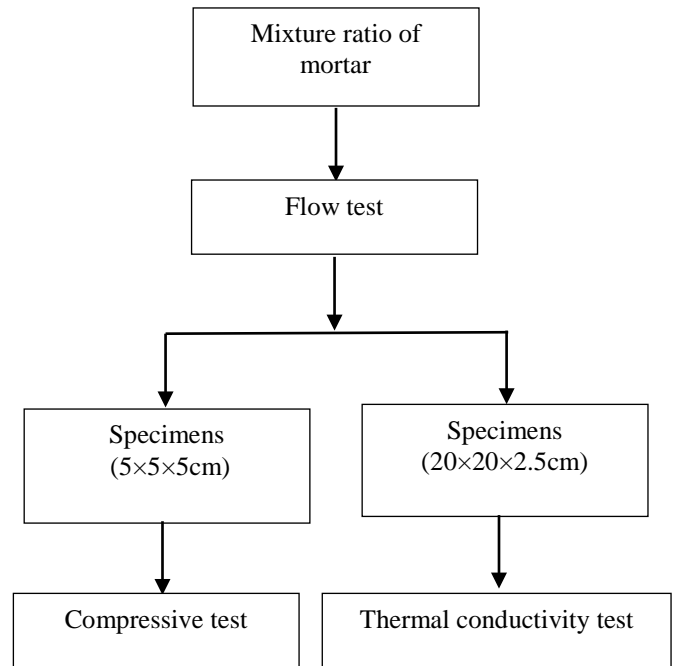 Mixture ratio of
mortar
Flow test
Specimens
(5×5×5cm)
Specimens
(20×20×2.5cm)
Compressive test
Thermal conductivity test